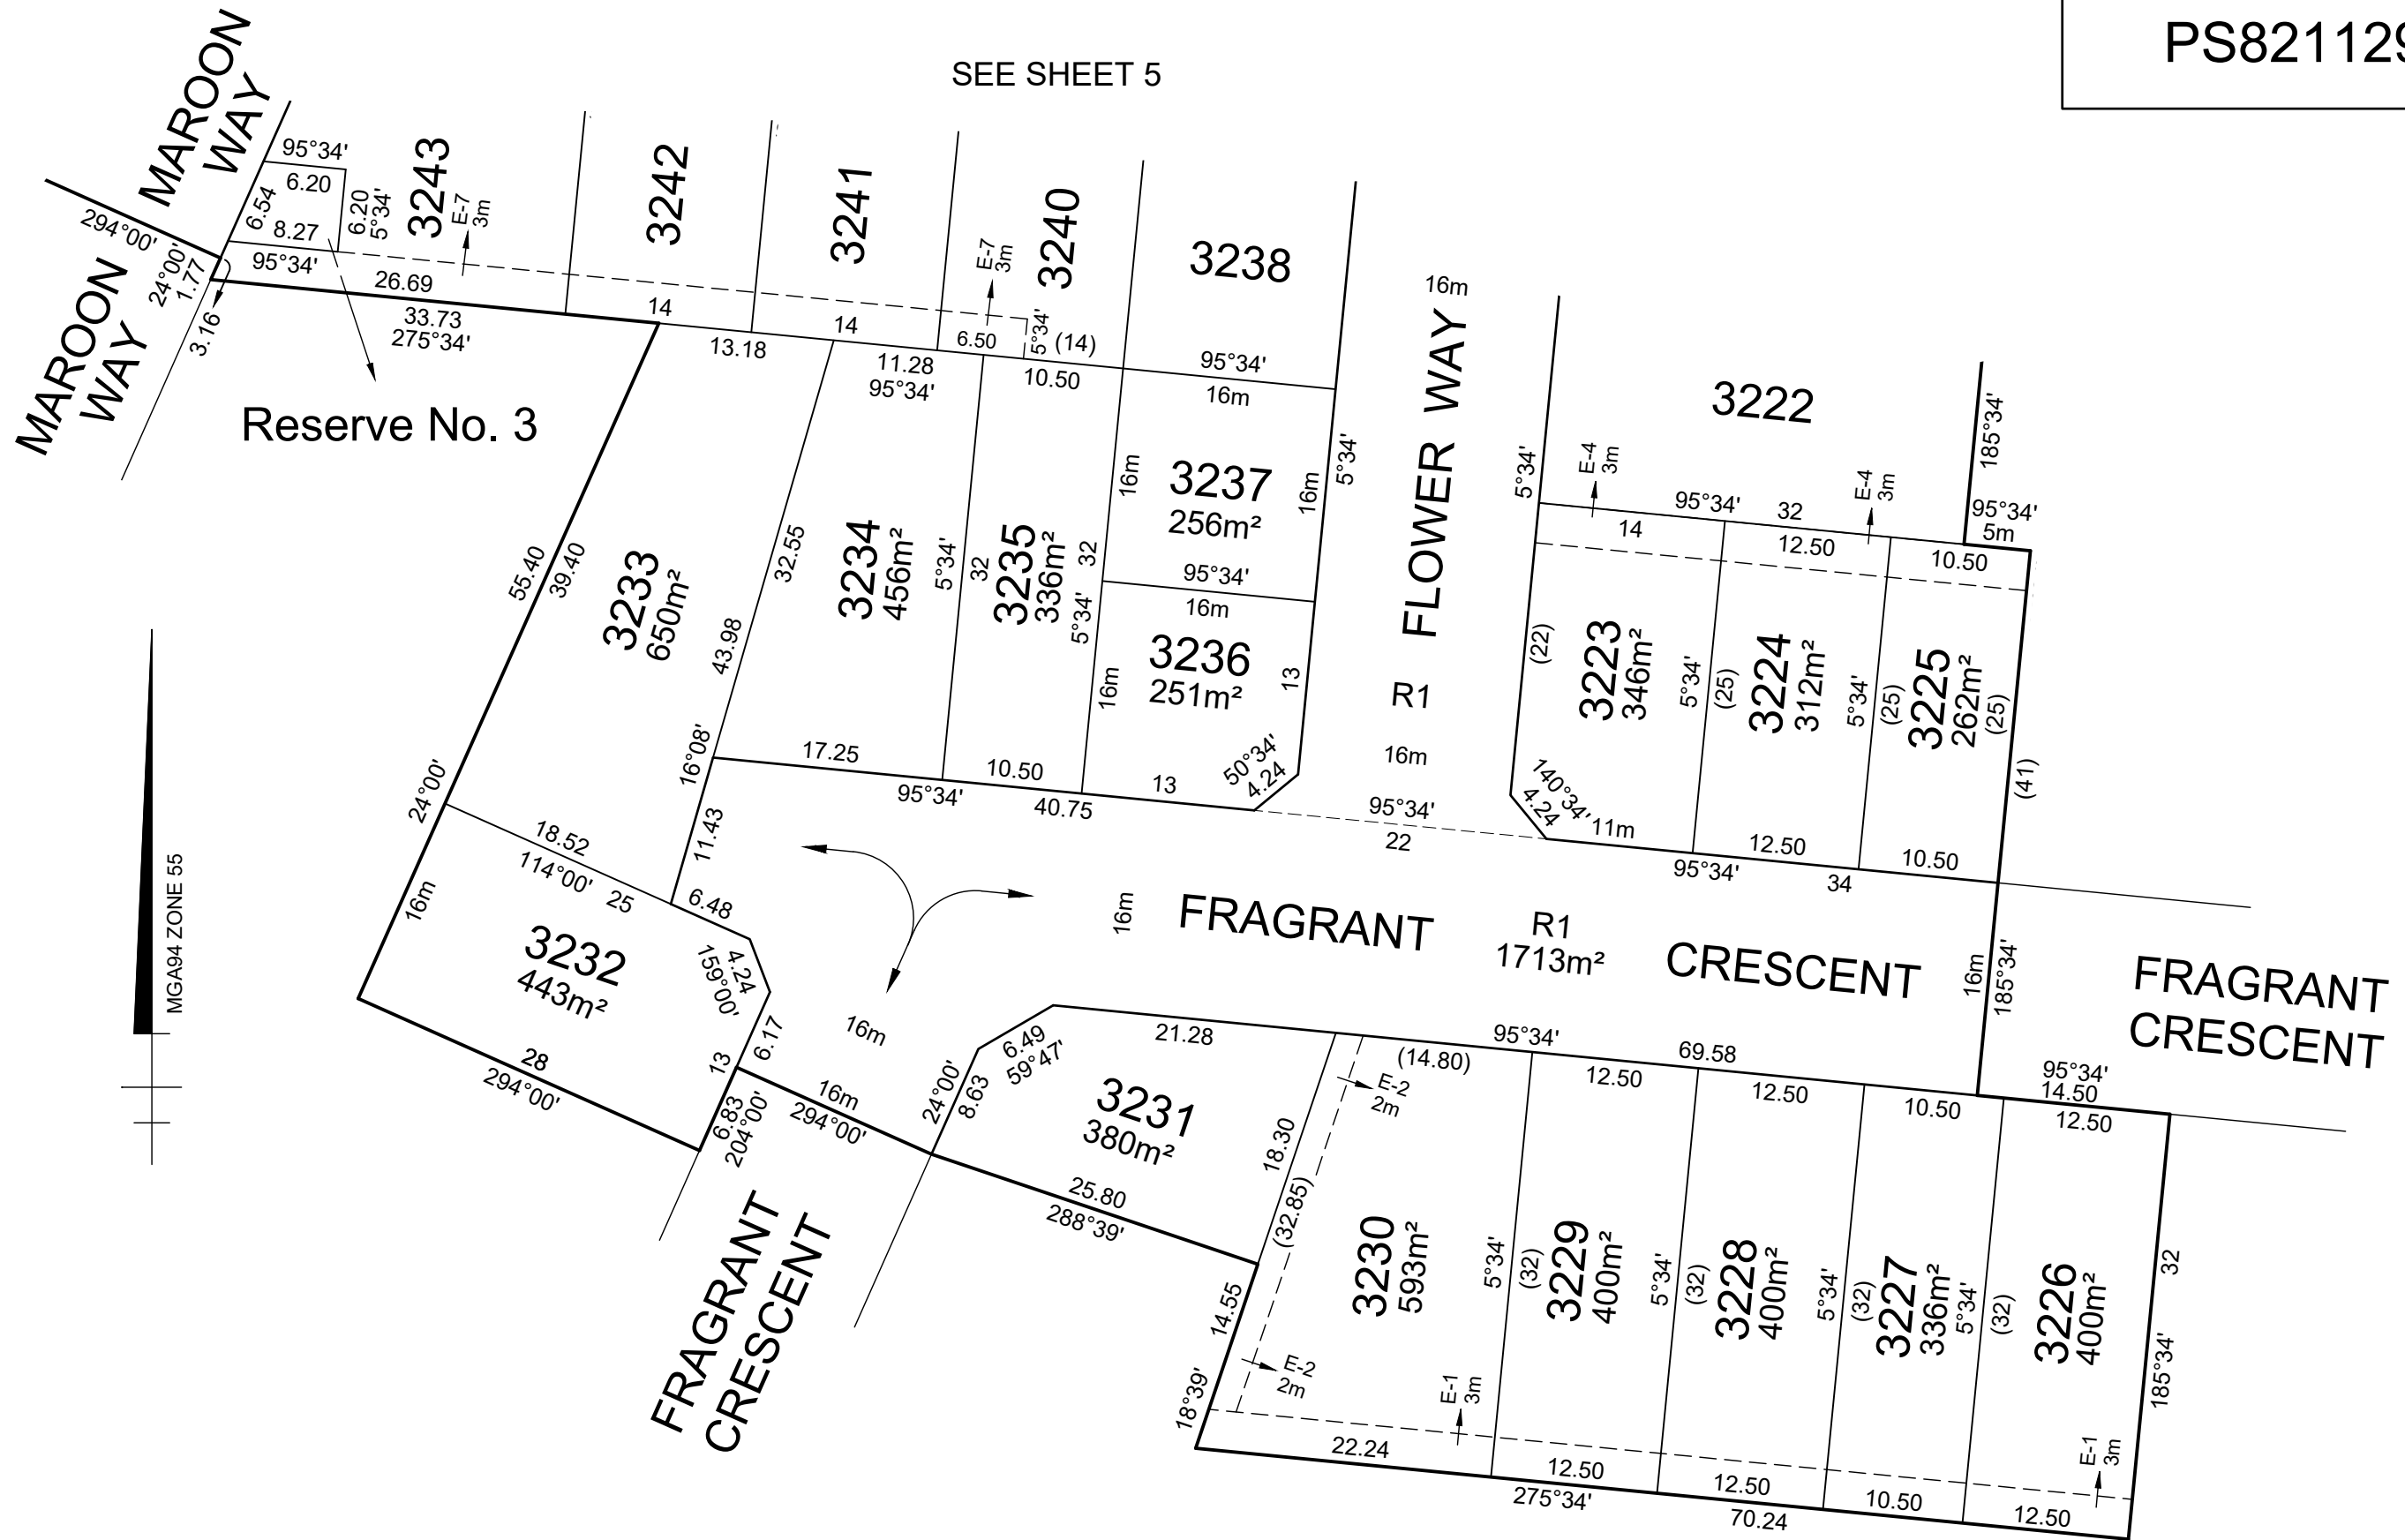 PS821129
SEE SHEET 5
MAROON
WAY
MAROON
WAY
294°00'
24°00'
1.77
3.16
6.54
95°34'
6.20
8.27
6.20
5°34'
95°34'
26.69
33.73
275°34'
3243
E-7
3m
3242
3241
3240
E-7
3m
3238
14
14
6.50
5°34'
(14)
13.18
11.28
95°34'
10.50
95°34'
16m
Reserve No. 3
16m
FLOWER WAY
R1
16m
5°34'
3237
256m²
16m
16m
95°34'
16m
3236
251m²
16m
13
50°34'
4.24
13
3235
336m²
32
5°34'
32
5°34'
10.50
3234
456m²
32.55
17.25
95°34'
40.75
3233
650m²
55.40
39.40
43.98
16°08'
11.43
24°00'
18.52
114°00'
25
6.48
16m
3232
443m²
4.24
159°00'
6.17
13
28
294°00'
6.83
204°00'
16m
16m
294°00'
3222
5°34'
E-4
3m
95°34'
32
E-4
3m
185°34'
95°34'
5m
14
12.50
10.50
(22)
3223
346m²
5°34'
(25)
3224
312m²
5°34'
(25)
3225
262m²
(25)
(41)
140°34'
4.24
11m
12.50
10.50
95°34'
34
95°34'
22
16m
FRAGRANT
R1
1713m²
CRESCENT
16m
185°34'
FRAGRANT
CRESCENT
95°34'
14.50
12.50
24°00'
8.63
6.49
59°47'
21.28
3231
380m²
25.80
288°39'
18.30
(32.85)
14.55
18°39'
(14.80)
95°34'
69.58
12.50
12.50
10.50
E-2
2m
E-2
2m
3230
593m²
5°34'
(32)
3229
400m²
5°34'
(32)
3228
400m²
5°34'
(32)
3227
336m²
5°34'
(32)
3226
400m²
32
185°34'
E-1
3m
E-1
3m
22.24
12.50
12.50
10.50
12.50
275°34'
70.24
FRAGRANT
CRESCENT
MGA94 ZONE 55